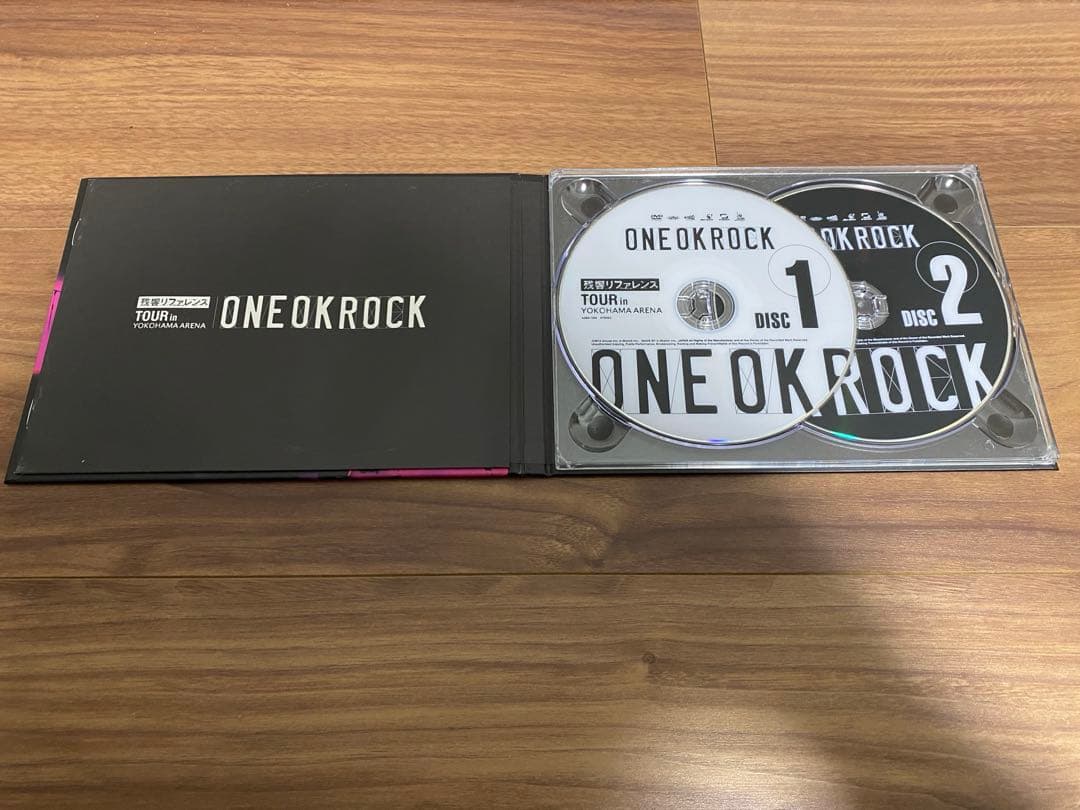 残響リファレンス
TOUR in
YOKOHAMA ARENA
ONE OK ROCK
DVD
ONE OK ROCK
残響リファレンス
TOUR in
YOKOHAMA ARENA
DISC 1
ONE OK
OK ROCK
DISC 2
ROCK